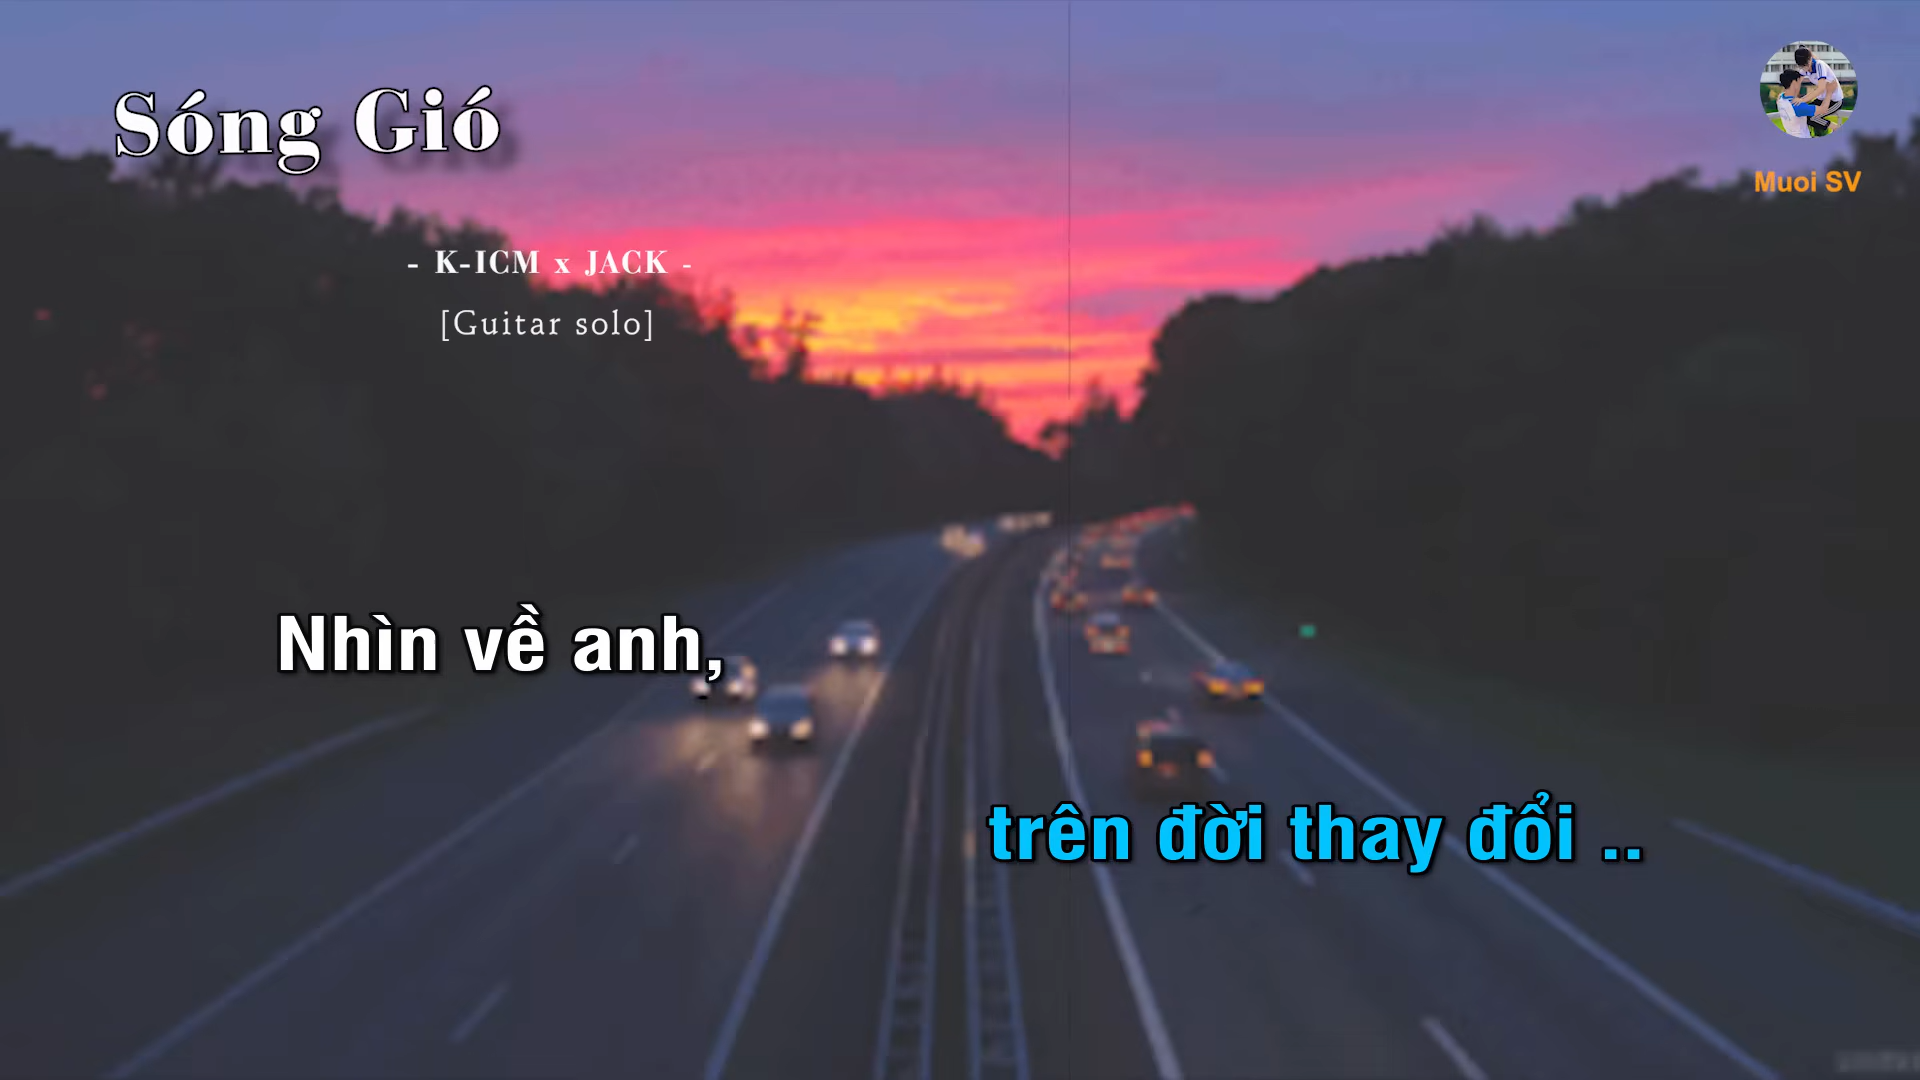 Sóng Gió
Muoi SV
- K-ICM x JACK -
[Guitar solo]
Nhìn về anh,
trên đời thay đổi ..